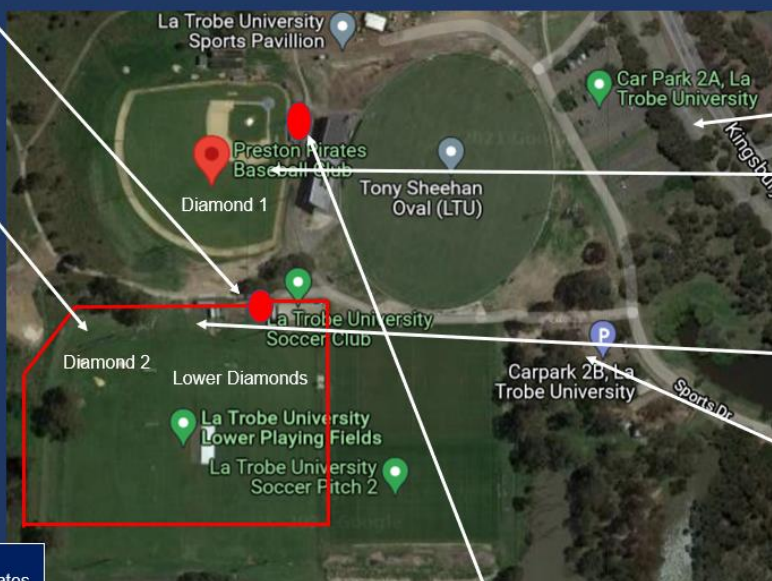 La Trobe University
Sports Pavillion
Car Park 2A, La
Trobe University
Kingsbury
Preston Pirates
Baseball Club
Diamond 1
Tony Sheehan
Oval (LTU)
La Trobe University
Soccer Club
Diamond 2
Lower Diamonds
P
Carpark 2B, La
Trobe University
Sports Dr
La Trobe University
Lower Playing Fields
La Trobe University
Soccer Pitch 2